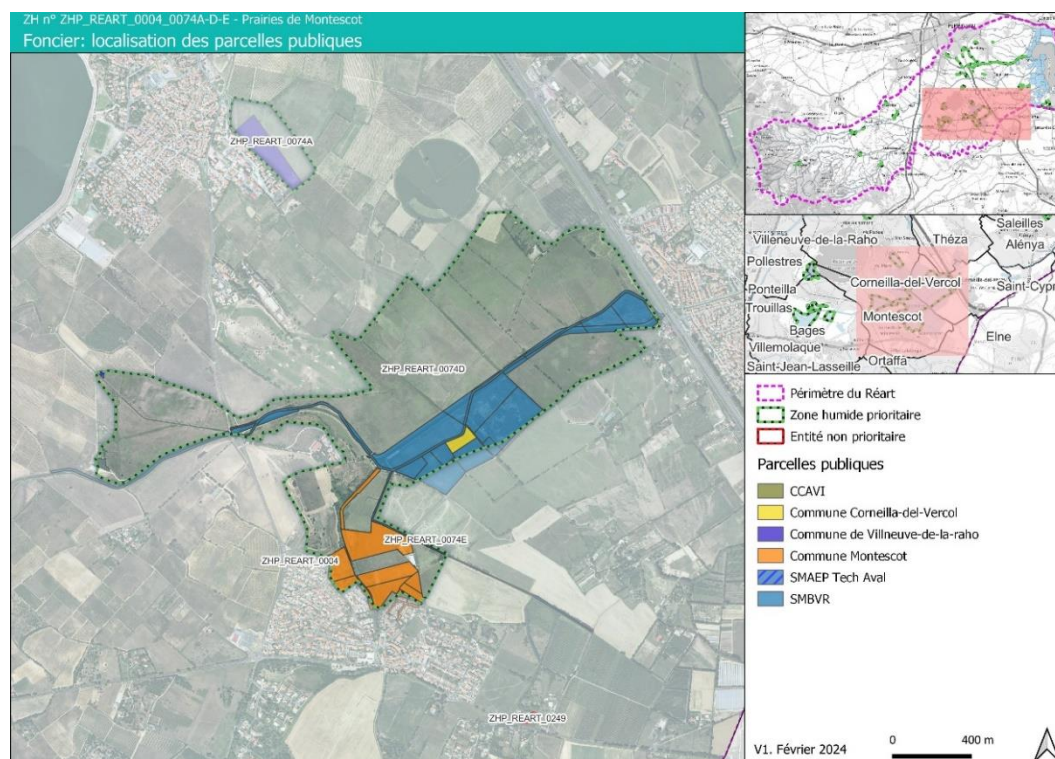 ZH n° ZHP_REART_0004_0074A-D-E - Prairies de Montescot
Foncier: localisation des parcelles publiques
ZHP_REART_0074A
ZHP_REART_0074D
ZHP_REART_0074E
ZHP_REART_0004
ZHP_REART_0249
Villeneuve-de-la-Raho
Théza
Saleilles
Alénya
Pollestres
Corneilla-del-Vercol
Saint-Cypr
Ponteilla
Trouillas
Montescot
Bages
Elne
Villemolaque
Ortaffa
Saint-Jean-Lasseille
Périmètre du Réart
Zone humide prioritaire
Entité non prioritaire
Parcelles publiques
CCAVI
Commune Corneilla-del-Vercol
Commune de Villneuve-de-la-raho
Commune Montescot
SMAEP Tech Aval
SMBVR
V1. Février 2024
0 400 m